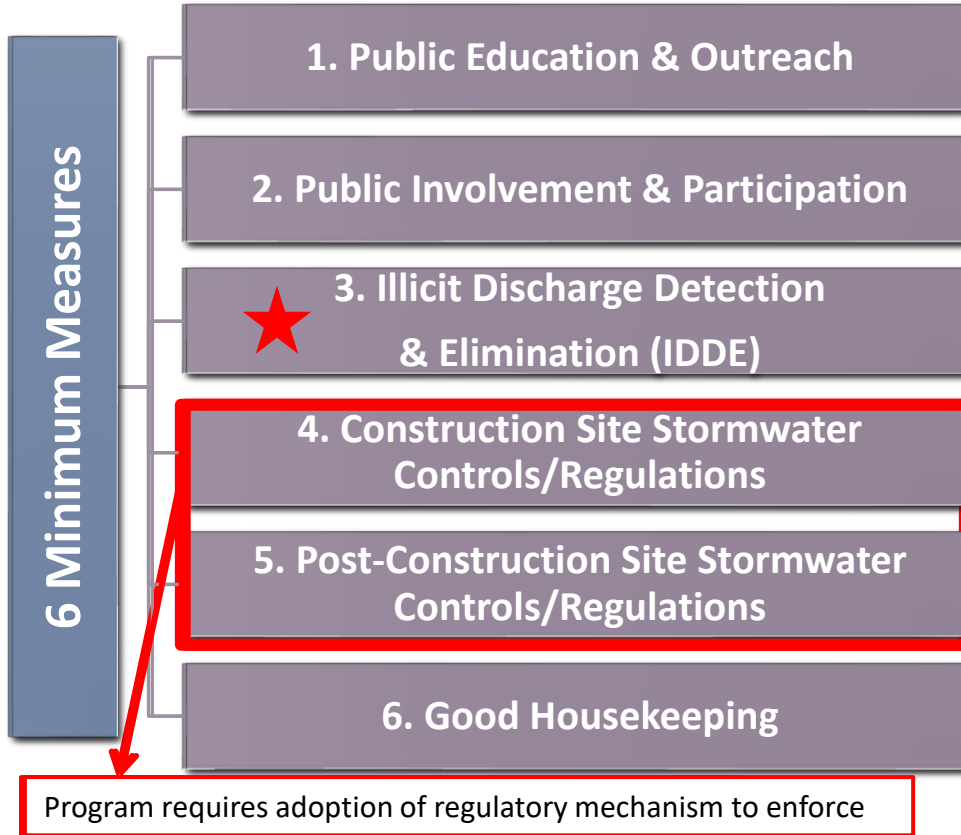 6 Minimum Measures
1. Public Education & Outreach
2. Public Involvement & Participation
3. Illicit Discharge Detection
& Elimination (IDDE)
4. Construction Site Stormwater
Controls/Regulations
5. Post-Construction Site Stormwater
Controls/Regulations
6. Good Housekeeping
Program requires adoption of regulatory mechanism to enforce